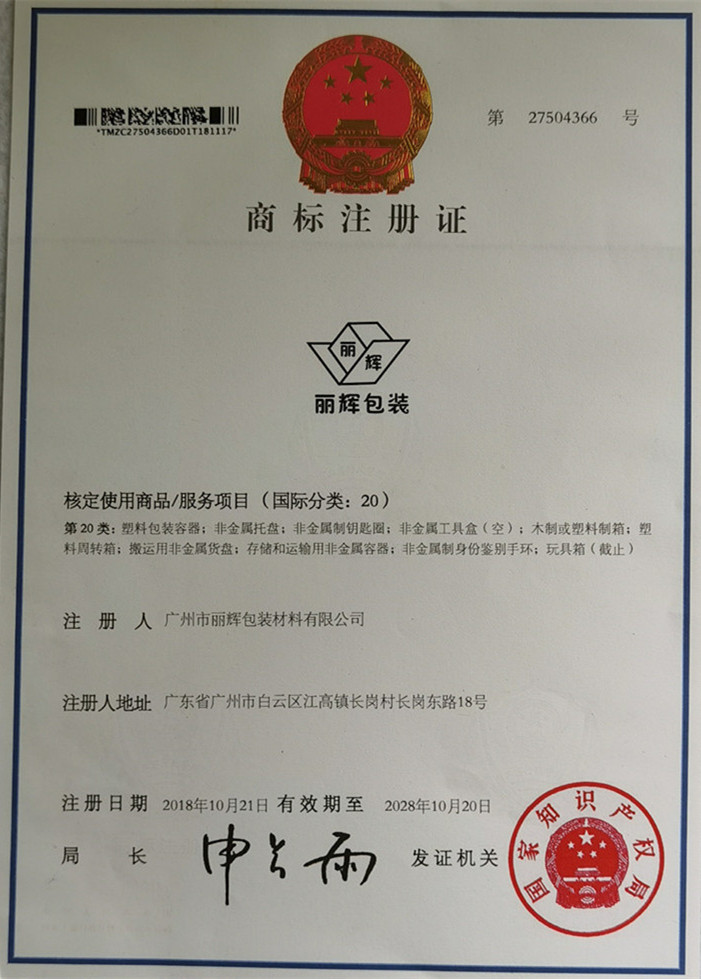 *TMZC27504366D01T181117*
第 27504366 号
商标注册证
丽
辉
丽辉包装
核定使用商品/服务项目（国际分类：20）
第20类：塑料包装容器；非金属托盘；非金属制钥匙圈；非金属工具盒（空）；木制或塑料制箱；塑
料周转箱；搬运用非金属货盘；存储和运输用非金属容器；非金属制身份鉴别手环；玩具箱（截止）
注册人 广州市丽辉包装材料有限公司
注册人地址 广东省广州市白云区江高镇长岗村长岗东路18号
注册日期 2018年10月21日 有效期至 2028年10月20日
局长 申长雨 发证机关
国家知识产权局